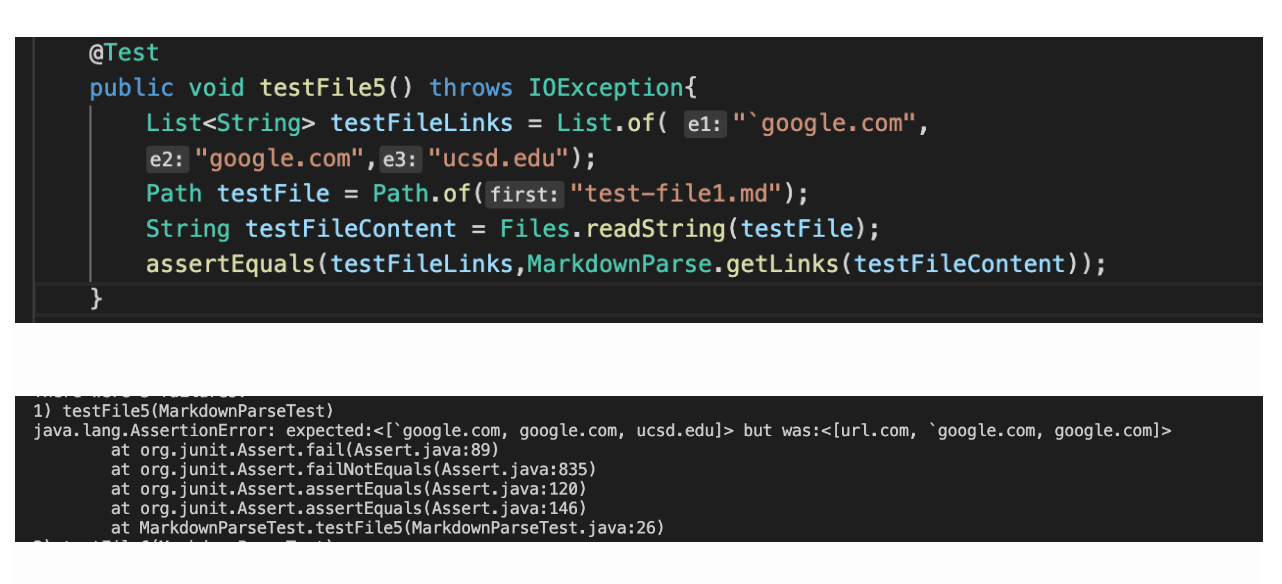 @Test
public void testFile5() throws IOException{
List<String> testFileLinks = List.of( e1: "`google.com",
e2: "google.com", e3: "ucsd.edu");
Path testFile = Path.of( first: "test-file1.md");
String testFileContent = Files.readString(testFile);
assertEquals(testFileLinks,MarkdownParse.getLinks(testFileContent));
}
1) testFile5(MarkdownParseTest)
java.lang.AssertionError: expected:<[`google.com, google.com, ucsd.edu]> but was:<[url.com, `google.com, google.com]>
at org.junit.Assert.fail(Assert.java:89)
at org.junit.Assert.failNotEquals(Assert.java:835)
at org.junit.Assert.assertEquals(Assert.java:120)
at org.junit.Assert.assertEquals(Assert.java:146)
at MarkdownParseTest.testFile5(MarkdownParseTest.java:26)